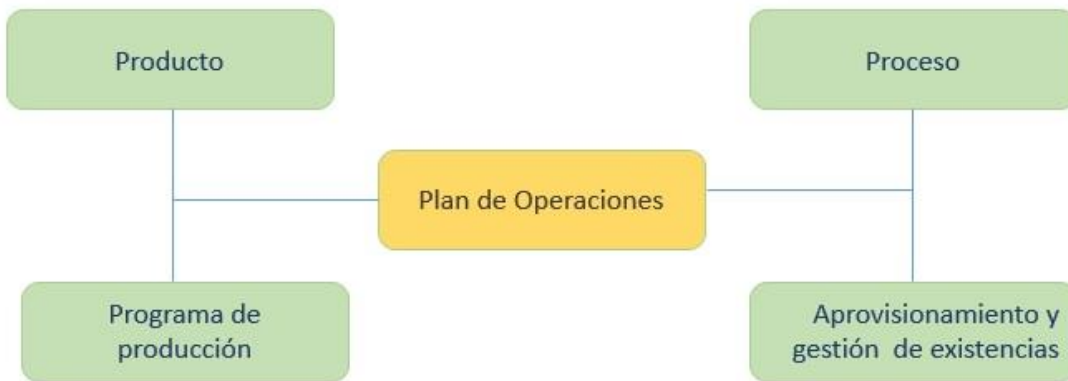 Producto
Proceso
Plan de Operaciones
Programa de
producción
Aprovisionamiento y
gestión de existencias